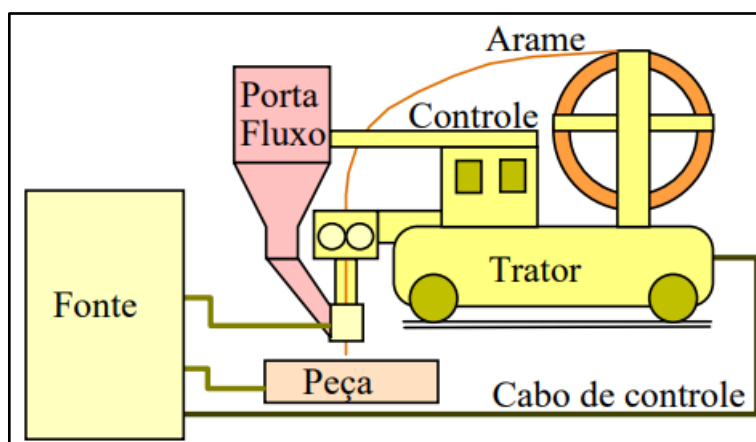 Arame
Porta
Fluxo
Controle
Fonte
Trator
Peça
Cabo de controle